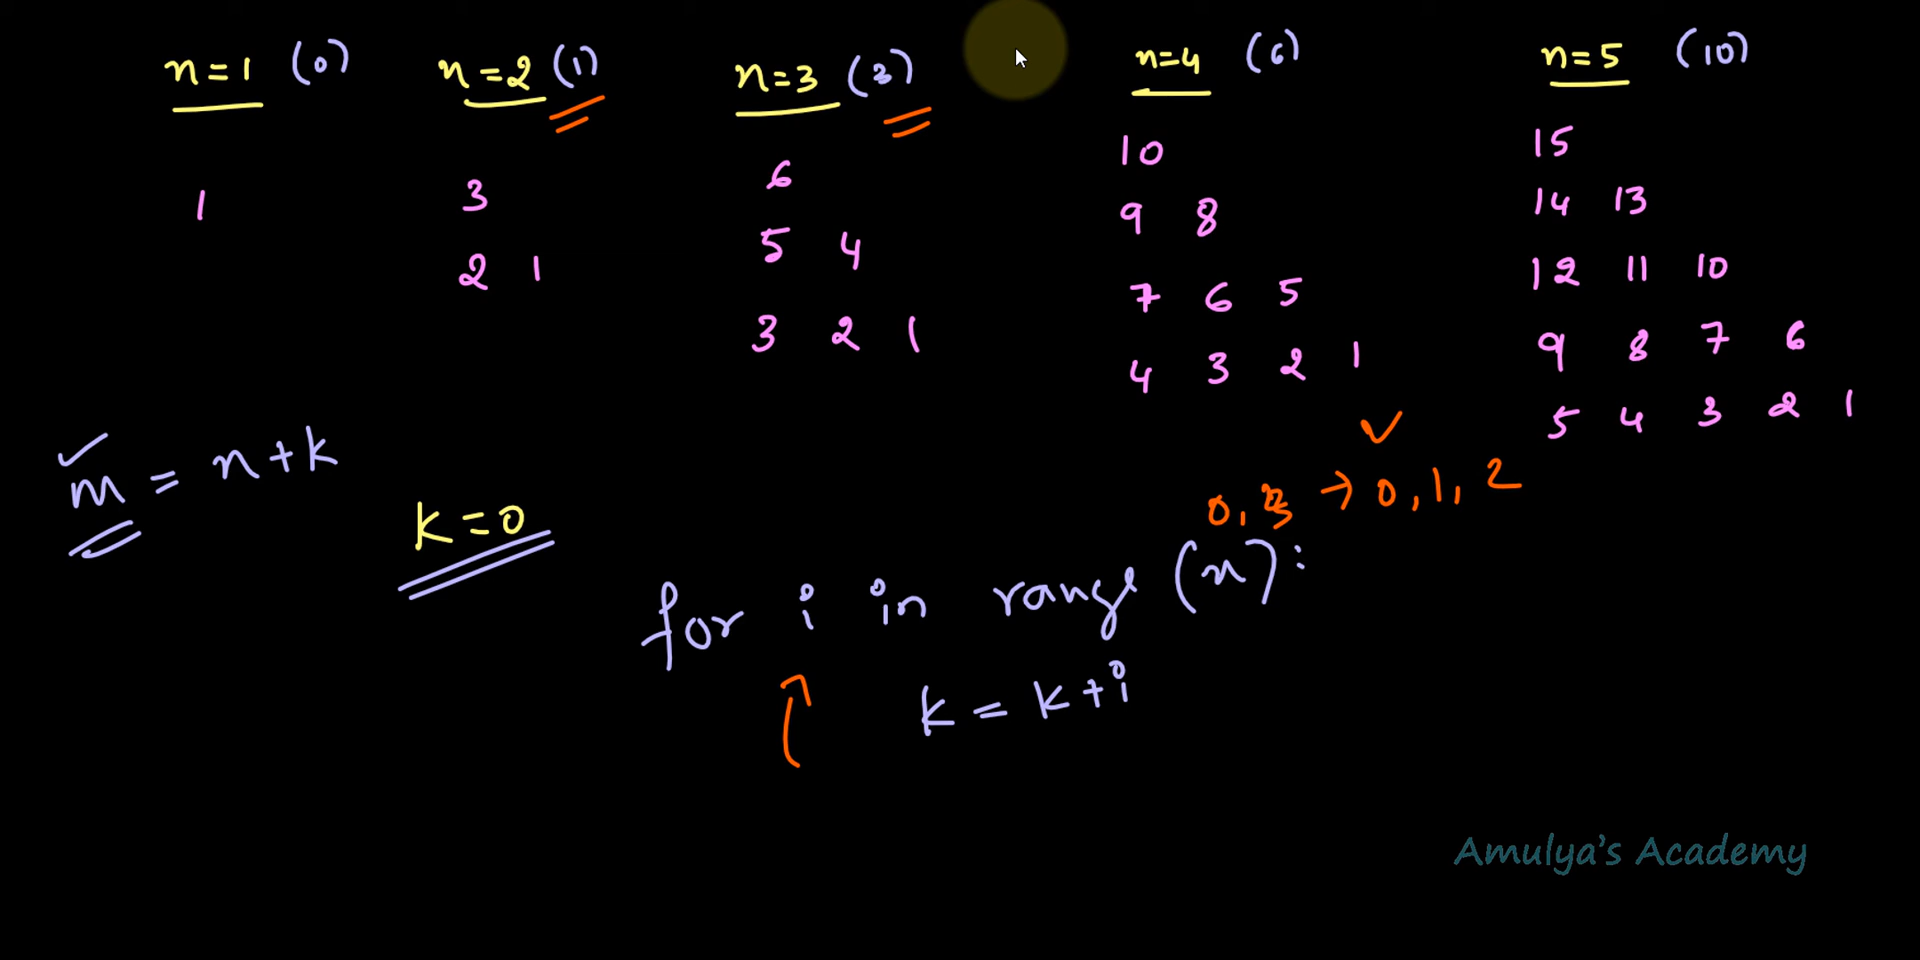 n=1 (0)
1
n=2 (1)
3
2 1
n=3 (3)
6
5 4
3 2 1
n=4 (6)
10
9 8
7 6 5
4 3 2 1
n=5 (10)
15
14 13
12 11 10
9 8 7 6
5 4 3 2 1
m = n+k
k=0
0, 3 → 0, 1, 2
for i in range (n):
k = k+i
Amulya's Academy